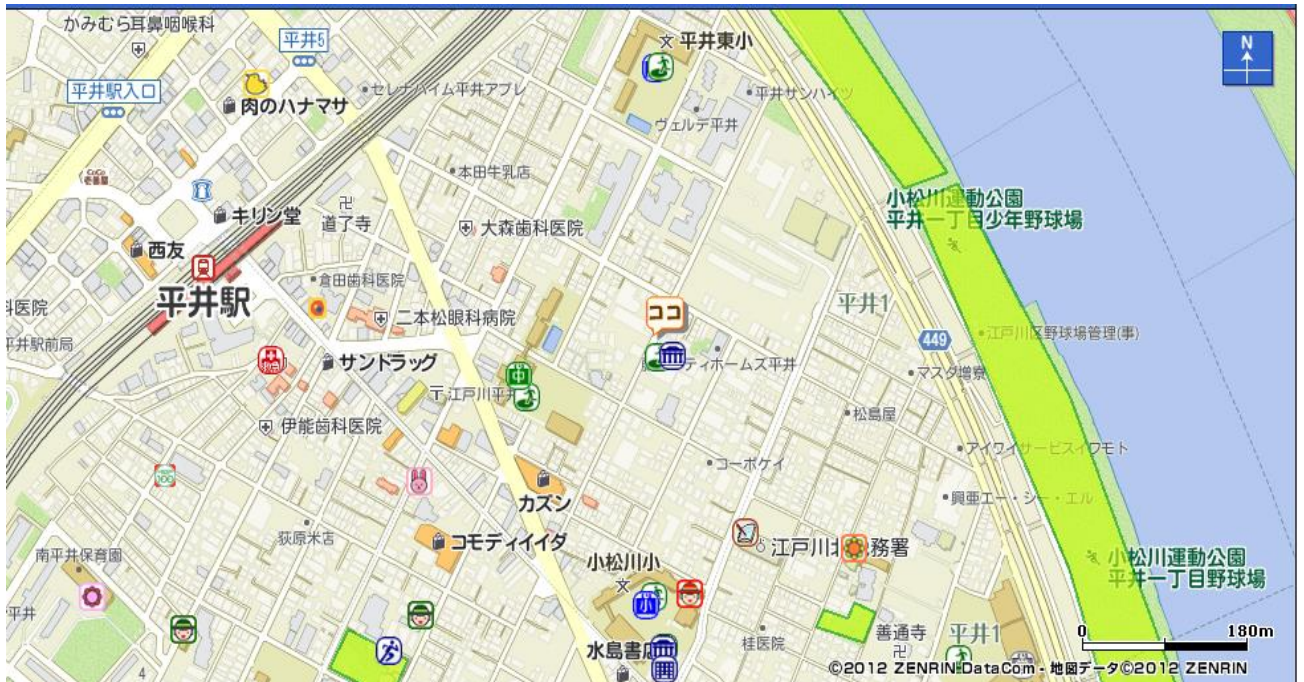 かみむら耳鼻咽喉科
平井5
平井東小
N
平井駅入口
肉のハナマサ
セレナハイム平井アプレ
平井サンハイツ
ヴェルデ平井
本田牛乳店
小松川運動公園
平井一丁目少年野球場
キリン堂
道了寺
大森歯科医院
西友
倉田歯科医院
平井駅
二本松眼科病院
ココ
平井1
科医院
平井駅前局
449
江戸川区野球場管理(事)
サンドラッグ
ティホームズ平井
マスダ増寮
中
江戸川平井
松島屋
伊能歯科医院
コーポケイ
アイワイサービスイワモト
カズン
興亜エー・シー・エル
荻原米店
コモディイイダ
江戸川北
務署
南平井保育園
小松川小
小松川運動公園
平井一丁目野球場
平井
小
桂医院
善通寺
平井1
0
180m
水島書店
4
©2012 ZENRIN DataCom - 地図データ©2012 ZENRIN